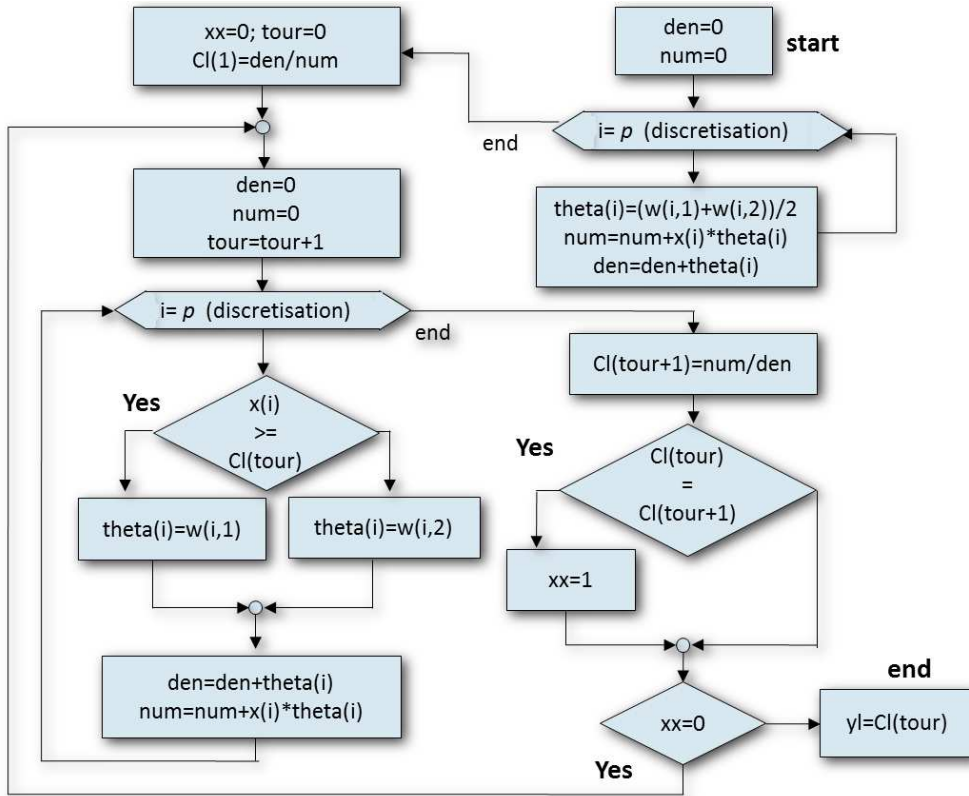 start
den=0
num=0
i= p (discretisation)
end
theta(i)=(w(i,1)+w(i,2))/2
num=num+x(i)*theta(i)
den=den+theta(i)
xx=0; tour=0
Cl(1)=den/num
den=0
num=0
tour=tour+1
i= p (discretisation)
end
x(i)
>=
Cl(tour)
Yes
theta(i)=w(i,1)
theta(i)=w(i,2)
den=den+theta(i)
num=num+x(i)*theta(i)
Cl(tour+1)=num/den
Cl(tour)
=
Cl(tour+1)
Yes
xx=1
xx=0
Yes
end
yl=Cl(tour)